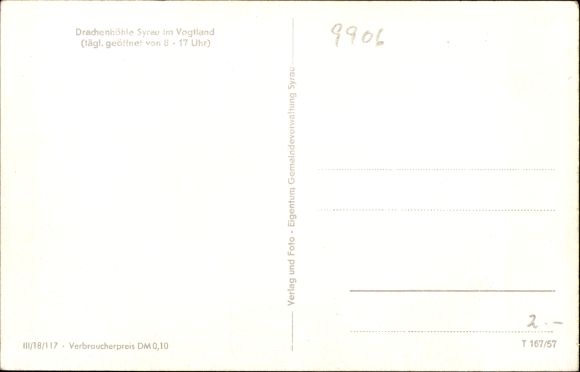 Drachenhöhle Syrau im Vogtland
(tägl. geöffnet von 8 - 17 Uhr)
9906
Verlag und Foto - Eigentum Gemeindeverwaltung Syrau
2.-
III/18/117 - Verbraucherpreis DM 0,10
T 167/57